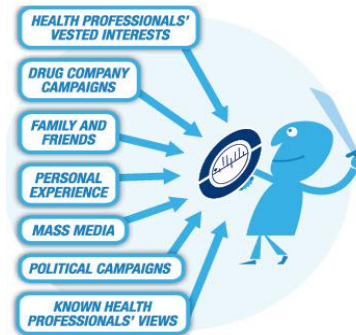 HEALTH PROFESSIONALS'
VESTED INTERESTS
DRUG COMPANY
CAMPAIGNS
FAMILY AND
FRIENDS
PERSONAL
EXPERIENCE
MASS MEDIA
POLITICAL CAMPAIGNS
KNOWN HEALTH
PROFESSIONALS' VIEWS